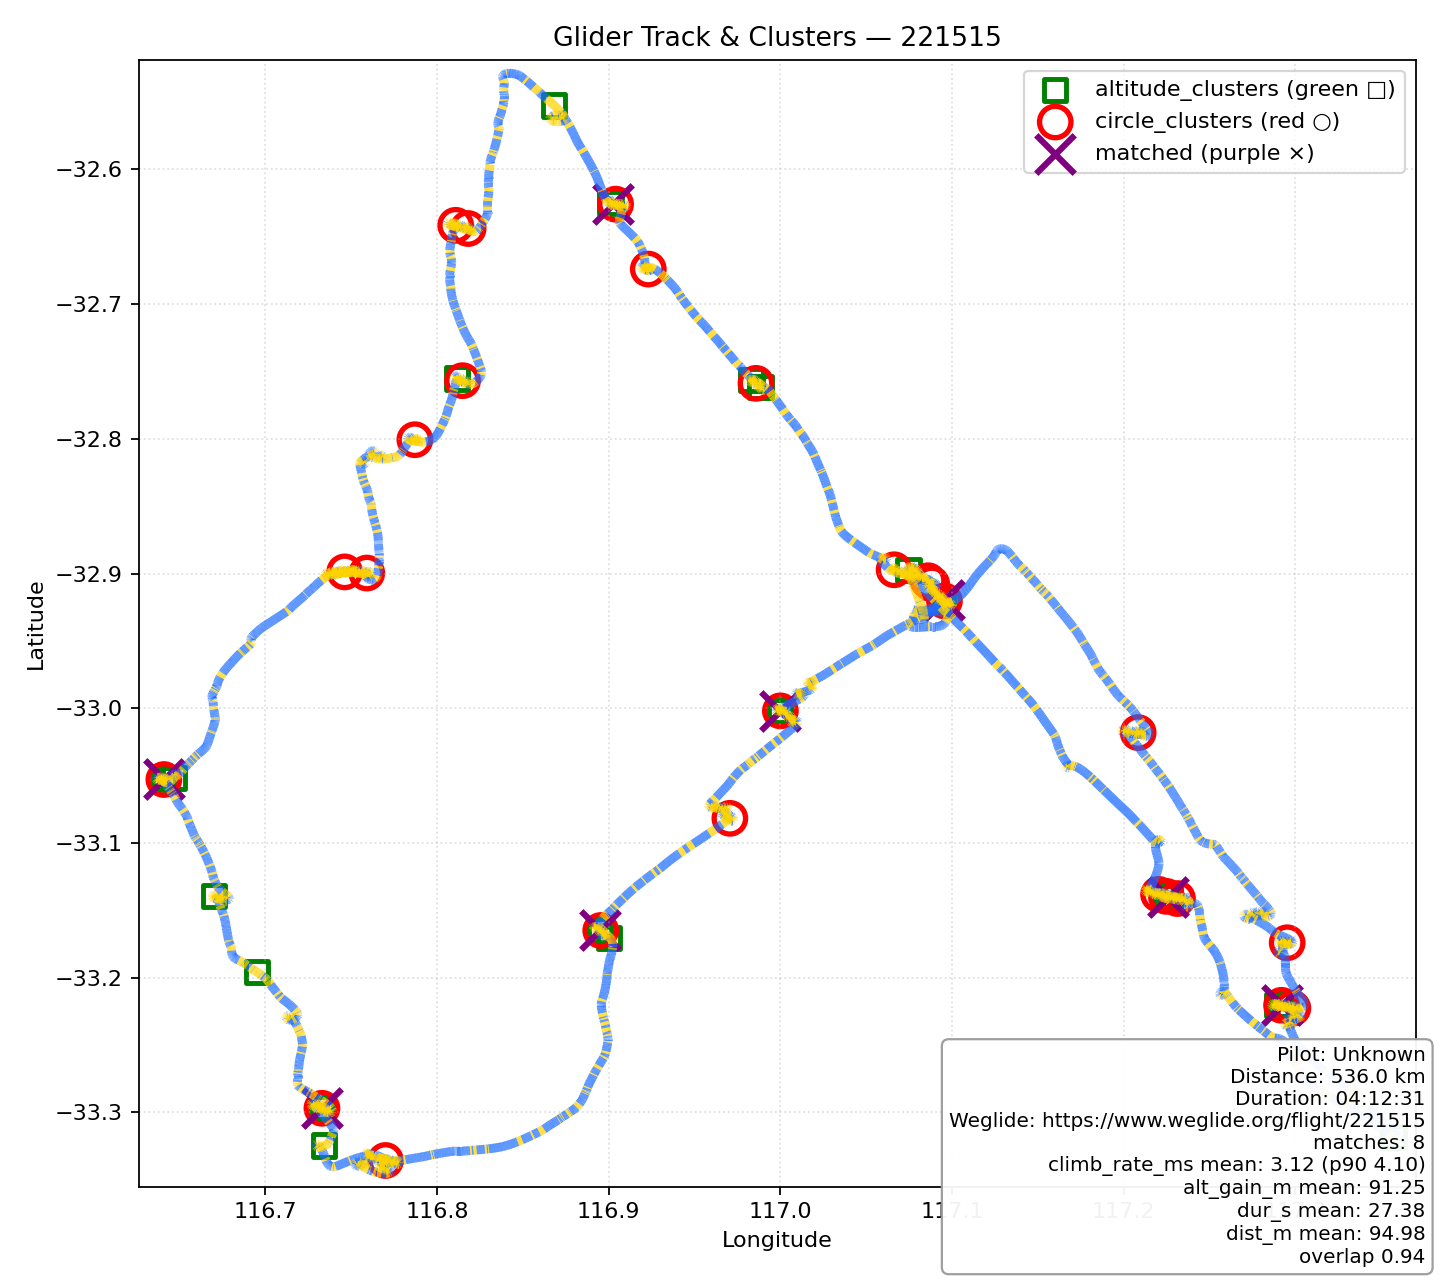 Glider Track & Clusters — 221515
altitude_clusters (green □)
circle_clusters (red ○)
matched (purple ×)
Latitude
−32.6
−32.7
−32.8
−32.9
−33.0
−33.1
−33.2
−33.3
116.7
116.8
116.9
117.0
117.1
117.2
Longitude
Pilot: Unknown
Distance: 536.0 km
Duration: 04:12:31
Weglide: https://www.weglide.org/flight/221515
matches: 8
climb_rate_ms mean: 3.12 (p90 4.10)
alt_gain_m mean: 91.25
dur_s mean: 27.38
dist_m mean: 94.98
overlap 0.94